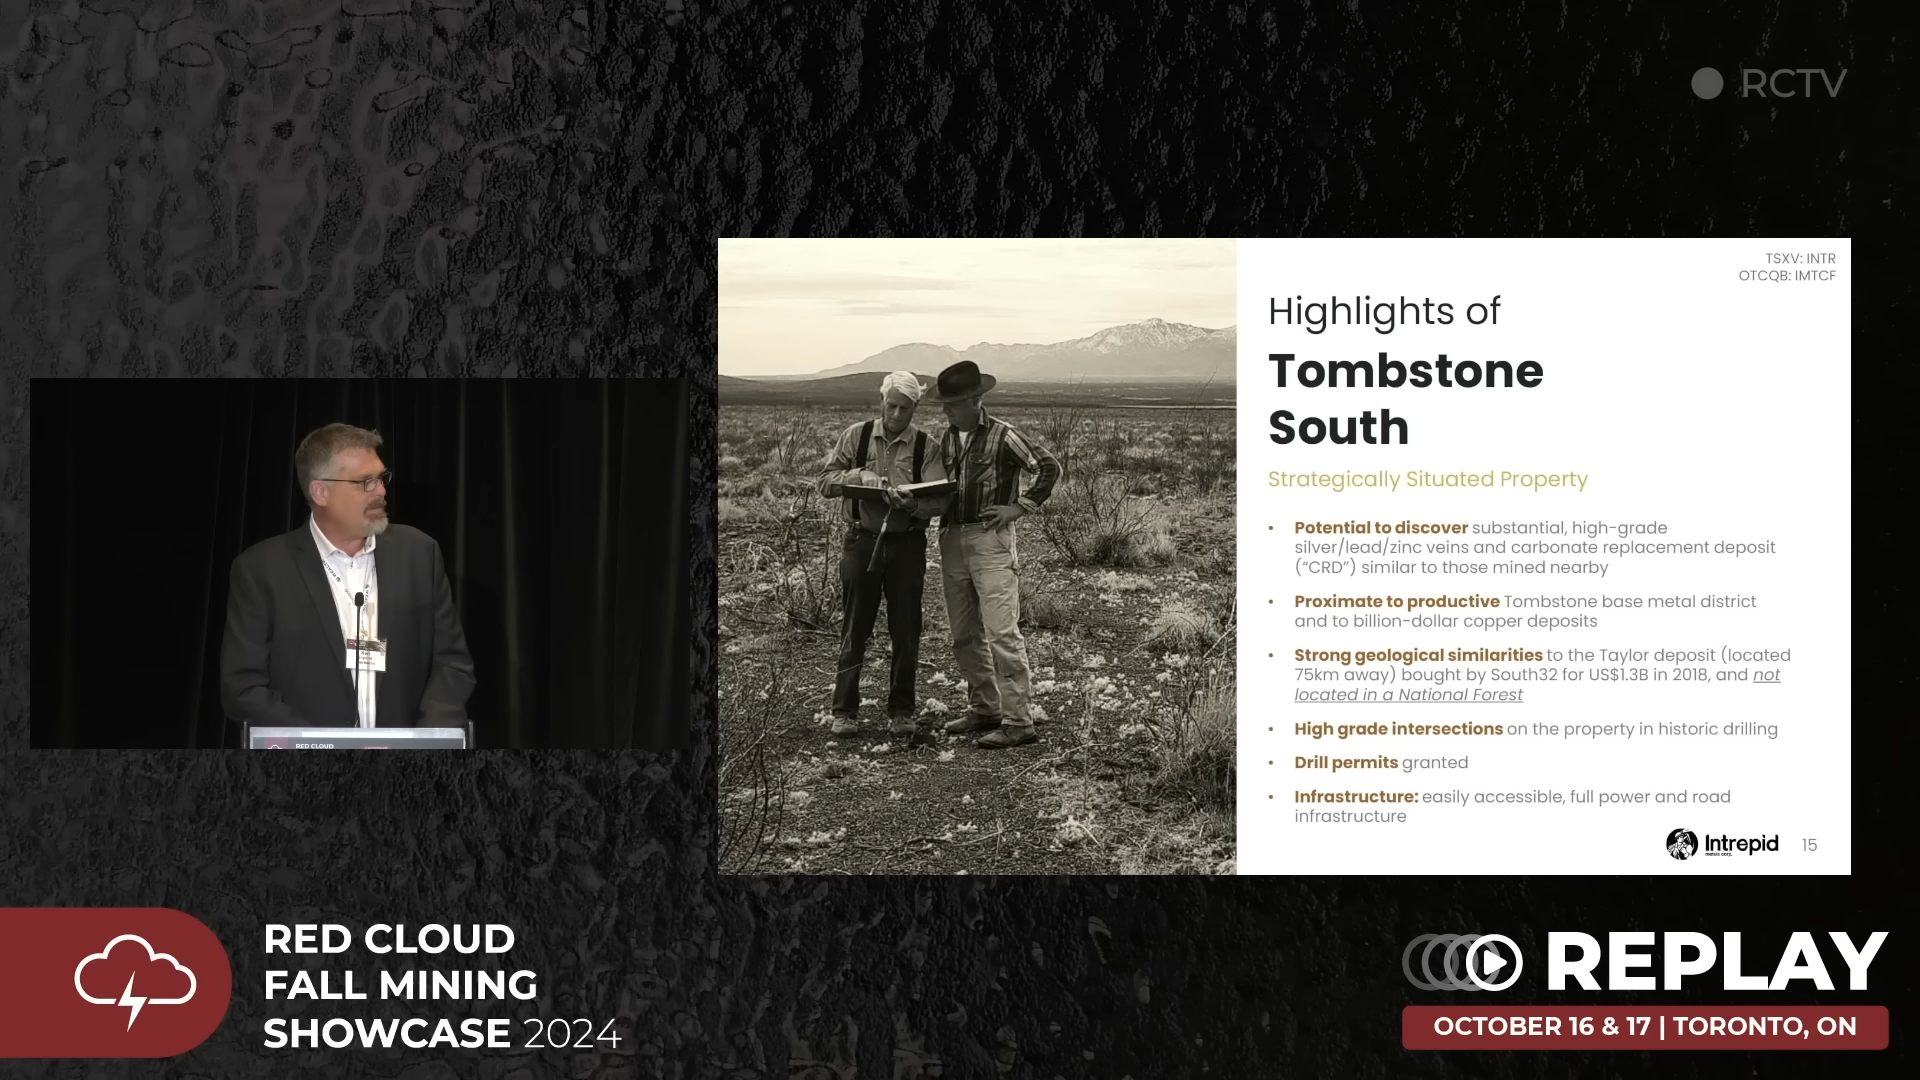 RCTV
TSXV: INTR
OTCQB: IMTCF
Highlights of
Tombstone
South
Strategically Situated Property
• Potential to discover substantial, high-grade
silver/lead/zinc veins and carbonate replacement deposit
(“CRD”) similar to those mined nearby
• Proximate to productive Tombstone base metal district
and to billion-dollar copper deposits
• Strong geological similarities to the Taylor deposit (located
75km away) bought by South32 for US$1.3B in 2018, and not
located in a National Forest
• High grade intersections on the property in historic drilling
• Drill permits granted
• Infrastructure: easily accessible, full power and road
infrastructure
Intrepid
metals corp.
15
RED CLOUD
RED CLOUD
FALL MINING
SHOWCASE 2024
REPLAY
OCTOBER 16 & 17 | TORONTO, ON